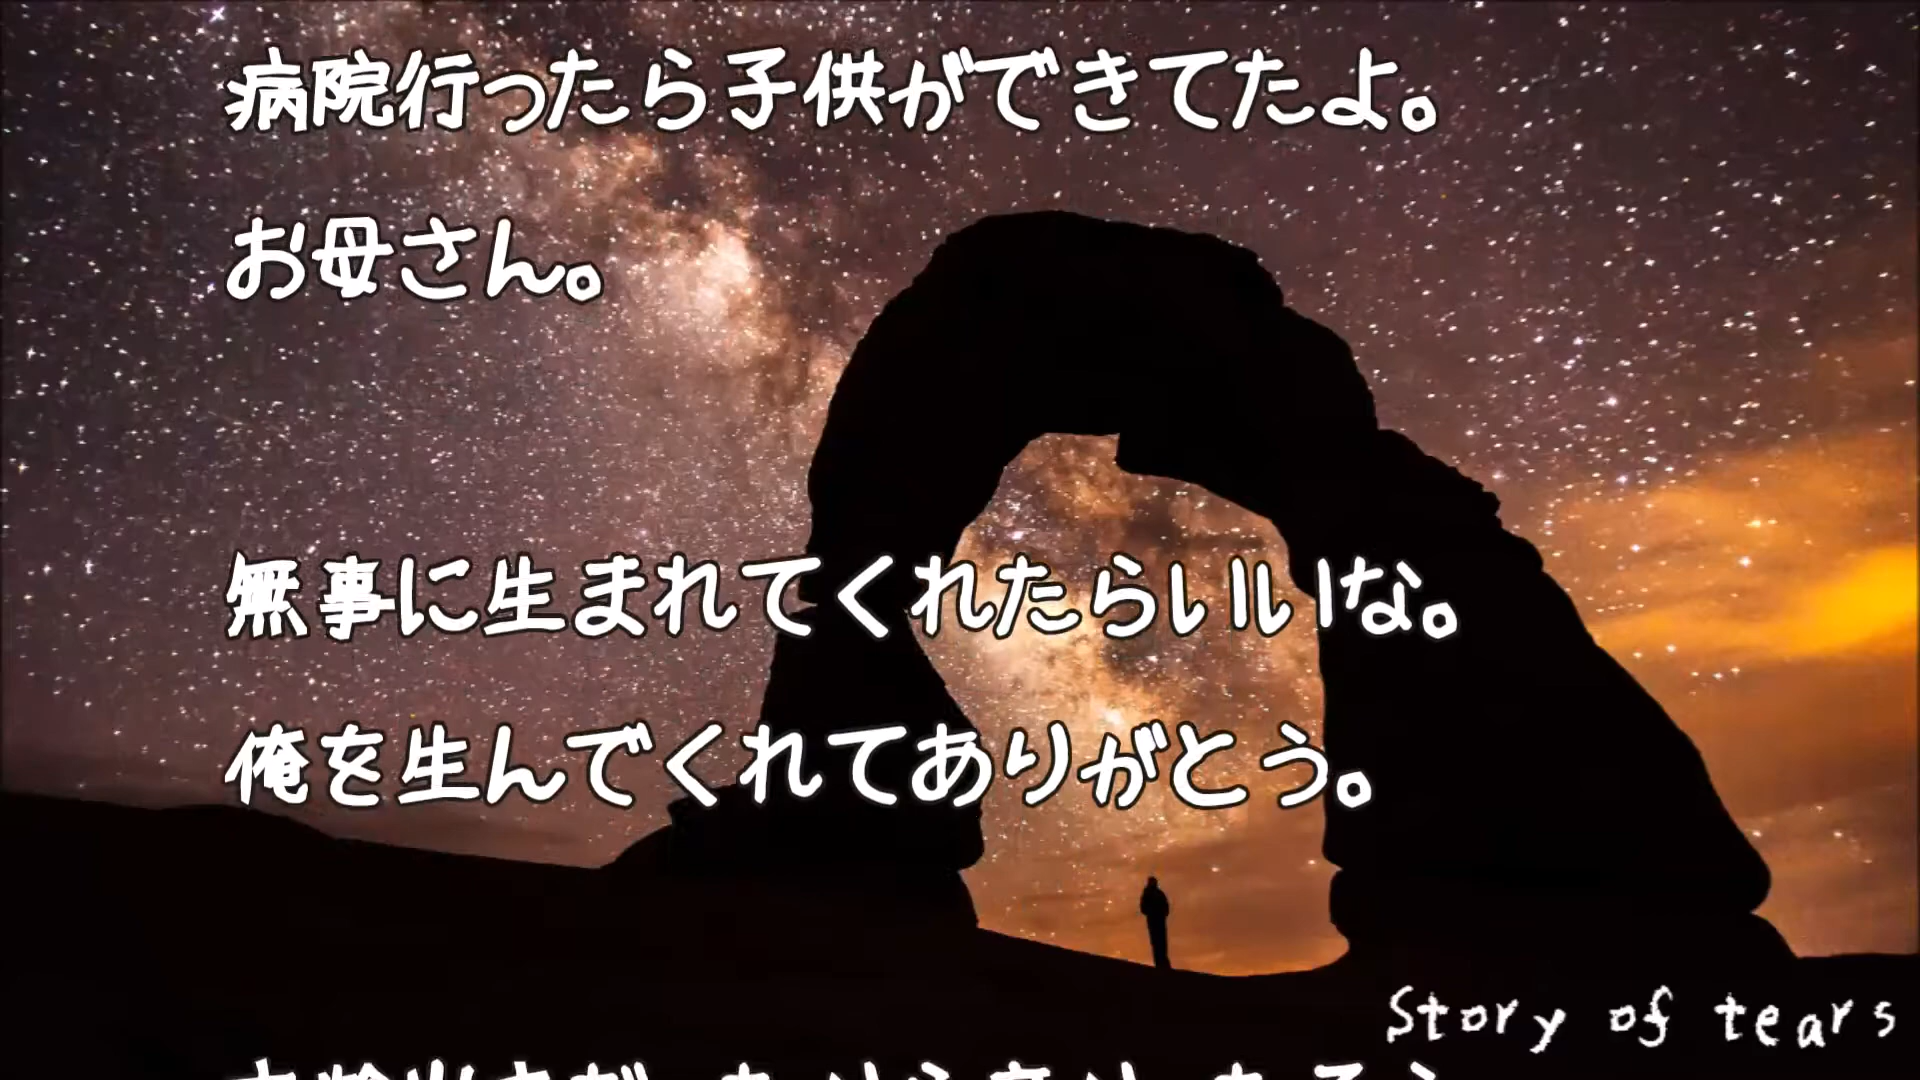 病院行ったら子供ができてたよ。
お母さん。
無事に生まれてくれたらいいな。
俺を生んでくれてありがとう。
Story of tears